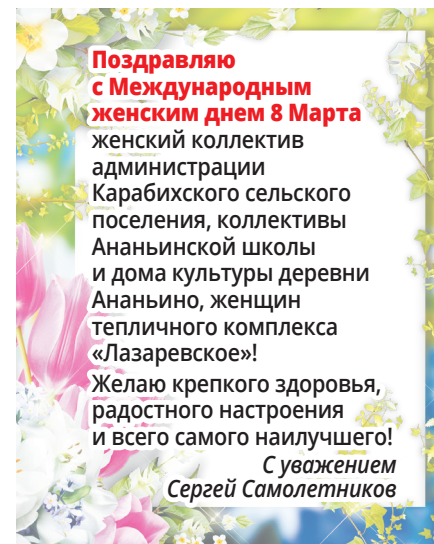 Поздравляю
с Международным
женским днем 8 Марта
женский коллектив
администрации
Карабихского сельского
поселения, коллективы
Ананьинской школы
и дома культуры деревни
Ананьино, женщин
тепличного комплекса
«Лазаревское»!
Желаю крепкого здоровья,
радостного настроения
и всего самого наилучшего!
С уважением
Сергей Самолетников